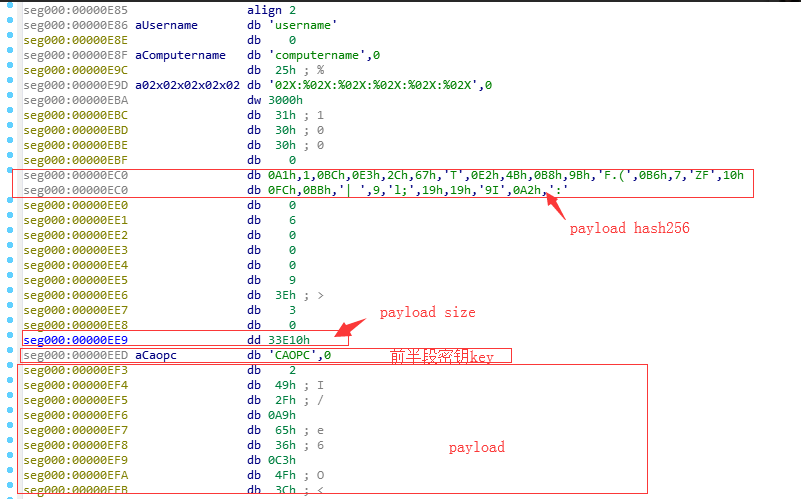 seg000:00000E85 align 2
seg000:00000E86 aUsername db 'username'
seg000:00000E8E db 0
seg000:00000E8F aComputername db 'computername',0
seg000:00000E9C db 25h ; %
seg000:00000E9D a02x02x02x02x02 db '02X:%02X:%02X:%02X:%02X:%02X',0
seg000:00000EBA dw 3000h
seg000:00000EBC db 31h ; 1
seg000:00000EBD db 30h ; 0
seg000:00000EBE db 30h ; 0
seg000:00000EBF db 0
seg000:00000EC0 db 0A1h,1,0BCh,0E3h,2Ch,67h,'T',0E2h,4Bh,0B8h,9Bh,'F.(',0B6h,7,'ZF',10h
seg000:00000EC0 db 0FCh,0BBh,'| ',9,'l;',19h,19h,'9I',0A2h,':'
seg000:00000EE0 db 0
seg000:00000EE1 db 6
payload hash256
seg000:00000EE2 db 0
seg000:00000EE3 db 0
seg000:00000EE4 db 0
seg000:00000EE5 db 9
seg000:00000EE6 db 3Eh ; >
seg000:00000EE7 db 3
payload size
seg000:00000EE8 db 0
seg000:00000EE9 dd 33E10h
seg000:00000EED aCaopc db 'CAOPC',0 前半段密钥key
seg000:00000EF3 db 2
seg000:00000EF4 db 49h ; I
seg000:00000EF5 db 2Fh ; /
seg000:00000EF6 db 0A9h
seg000:00000EF7 db 65h ; e
seg000:00000EF8 db 36h ; 6
payload
seg000:00000EF9 db 0C3h
seg000:00000EFA db 4Fh ; O
seg000:00000EFB db 3Ch ; <